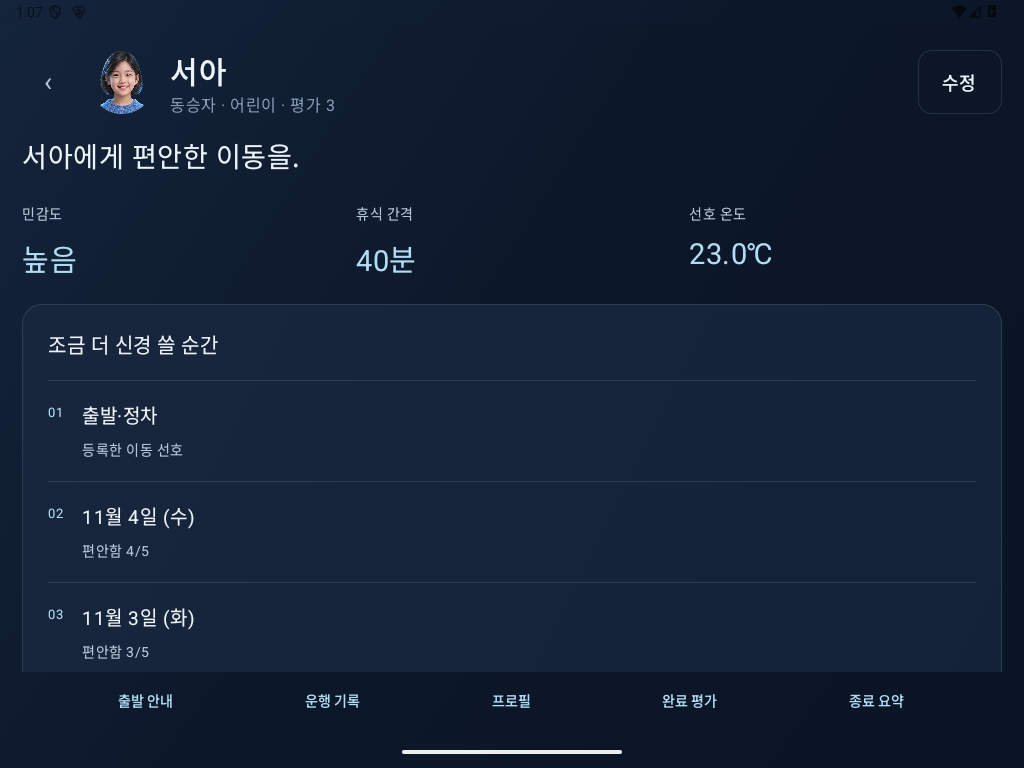 1:07
서아
동승자 · 어린이 · 평가 3
수정
서아에게 편안한 이동을.
민감도
높음
휴식 간격
40분
선호 온도
23.0℃
조금 더 신경 쓸 순간
01 출발·정차
등록한 이동 선호
02 11월 4일 (수)
편안함 4/5
03 11월 3일 (화)
편안함 3/5
출발 안내
운행 기록
프로필
완료 평가
종료 요약